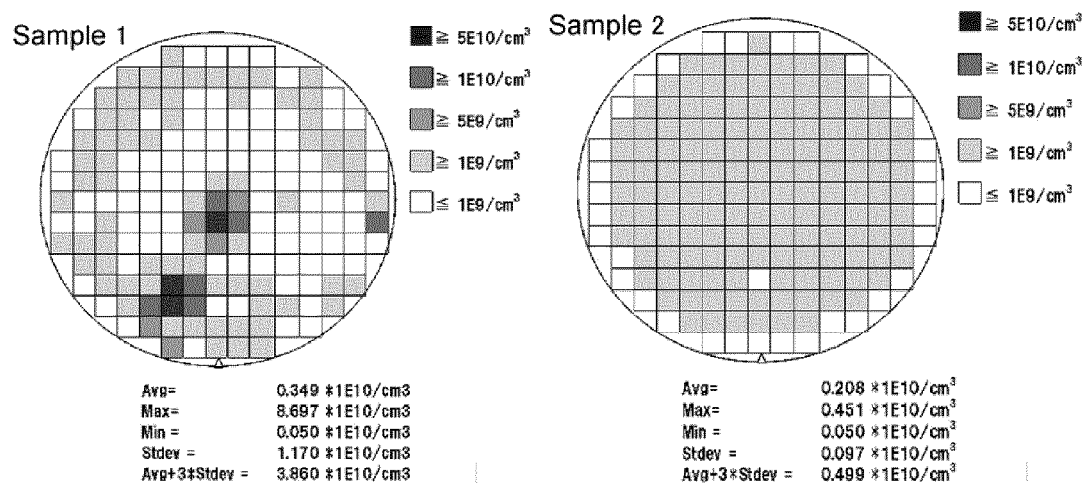 Sample 1
≧ 5E10/cm³
≧ 1E10/cm³
≧ 5E9/cm³
≧ 1E9/cm³
≦ 1E9/cm³
Avg= 0.349 *1E10/cm3
Max= 8.697 *1E10/cm3
Min = 0.050 *1E10/cm3
Stdev = 1.170 *1E10/cm3
Avg+3*Stdev = 3.860 *1E10/cm3
Sample 2
≧ 5E10/cm³
≧ 1E10/cm³
≧ 5E9/cm³
≧ 1E9/cm³
≦ 1E9/cm³
Avg= 0.208 *1E10/cm³
Max= 0.451 *1E10/cm³
Min = 0.050 *1E10/cm³
Stdev = 0.097 *1E10/cm³
Avg+3*Stdev = 0.499 *1E10/cm³